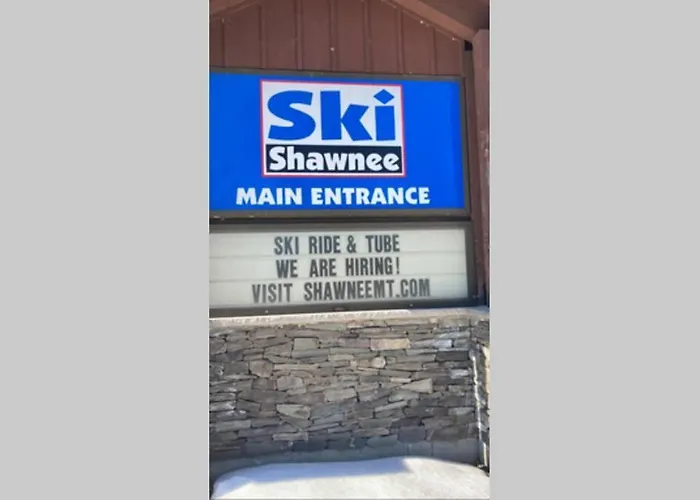 Ski
Shawnee
MAIN ENTRANCE
SKI RIDE & TUBE
WE ARE HIRING!
VISIT SHAWNEEMT.COM